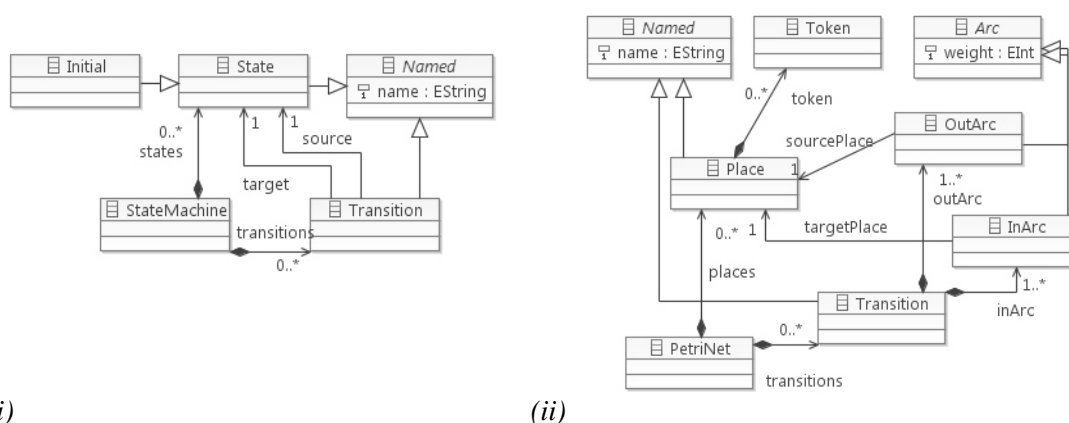 Initial
State
Named
name : EString
0..*
states
1
1
source
target
StateMachine
transitions
0..*
Transition
i)
Named
name : EString
Token
Arc
weight : EInt
0..*
token
sourcePlace
OutArc
Place
1
1..*
outArc
0..*
1
targetPlace
InArc
places
Transition
1..*
inArc
PetriNet
0..*
transitions
(ii)